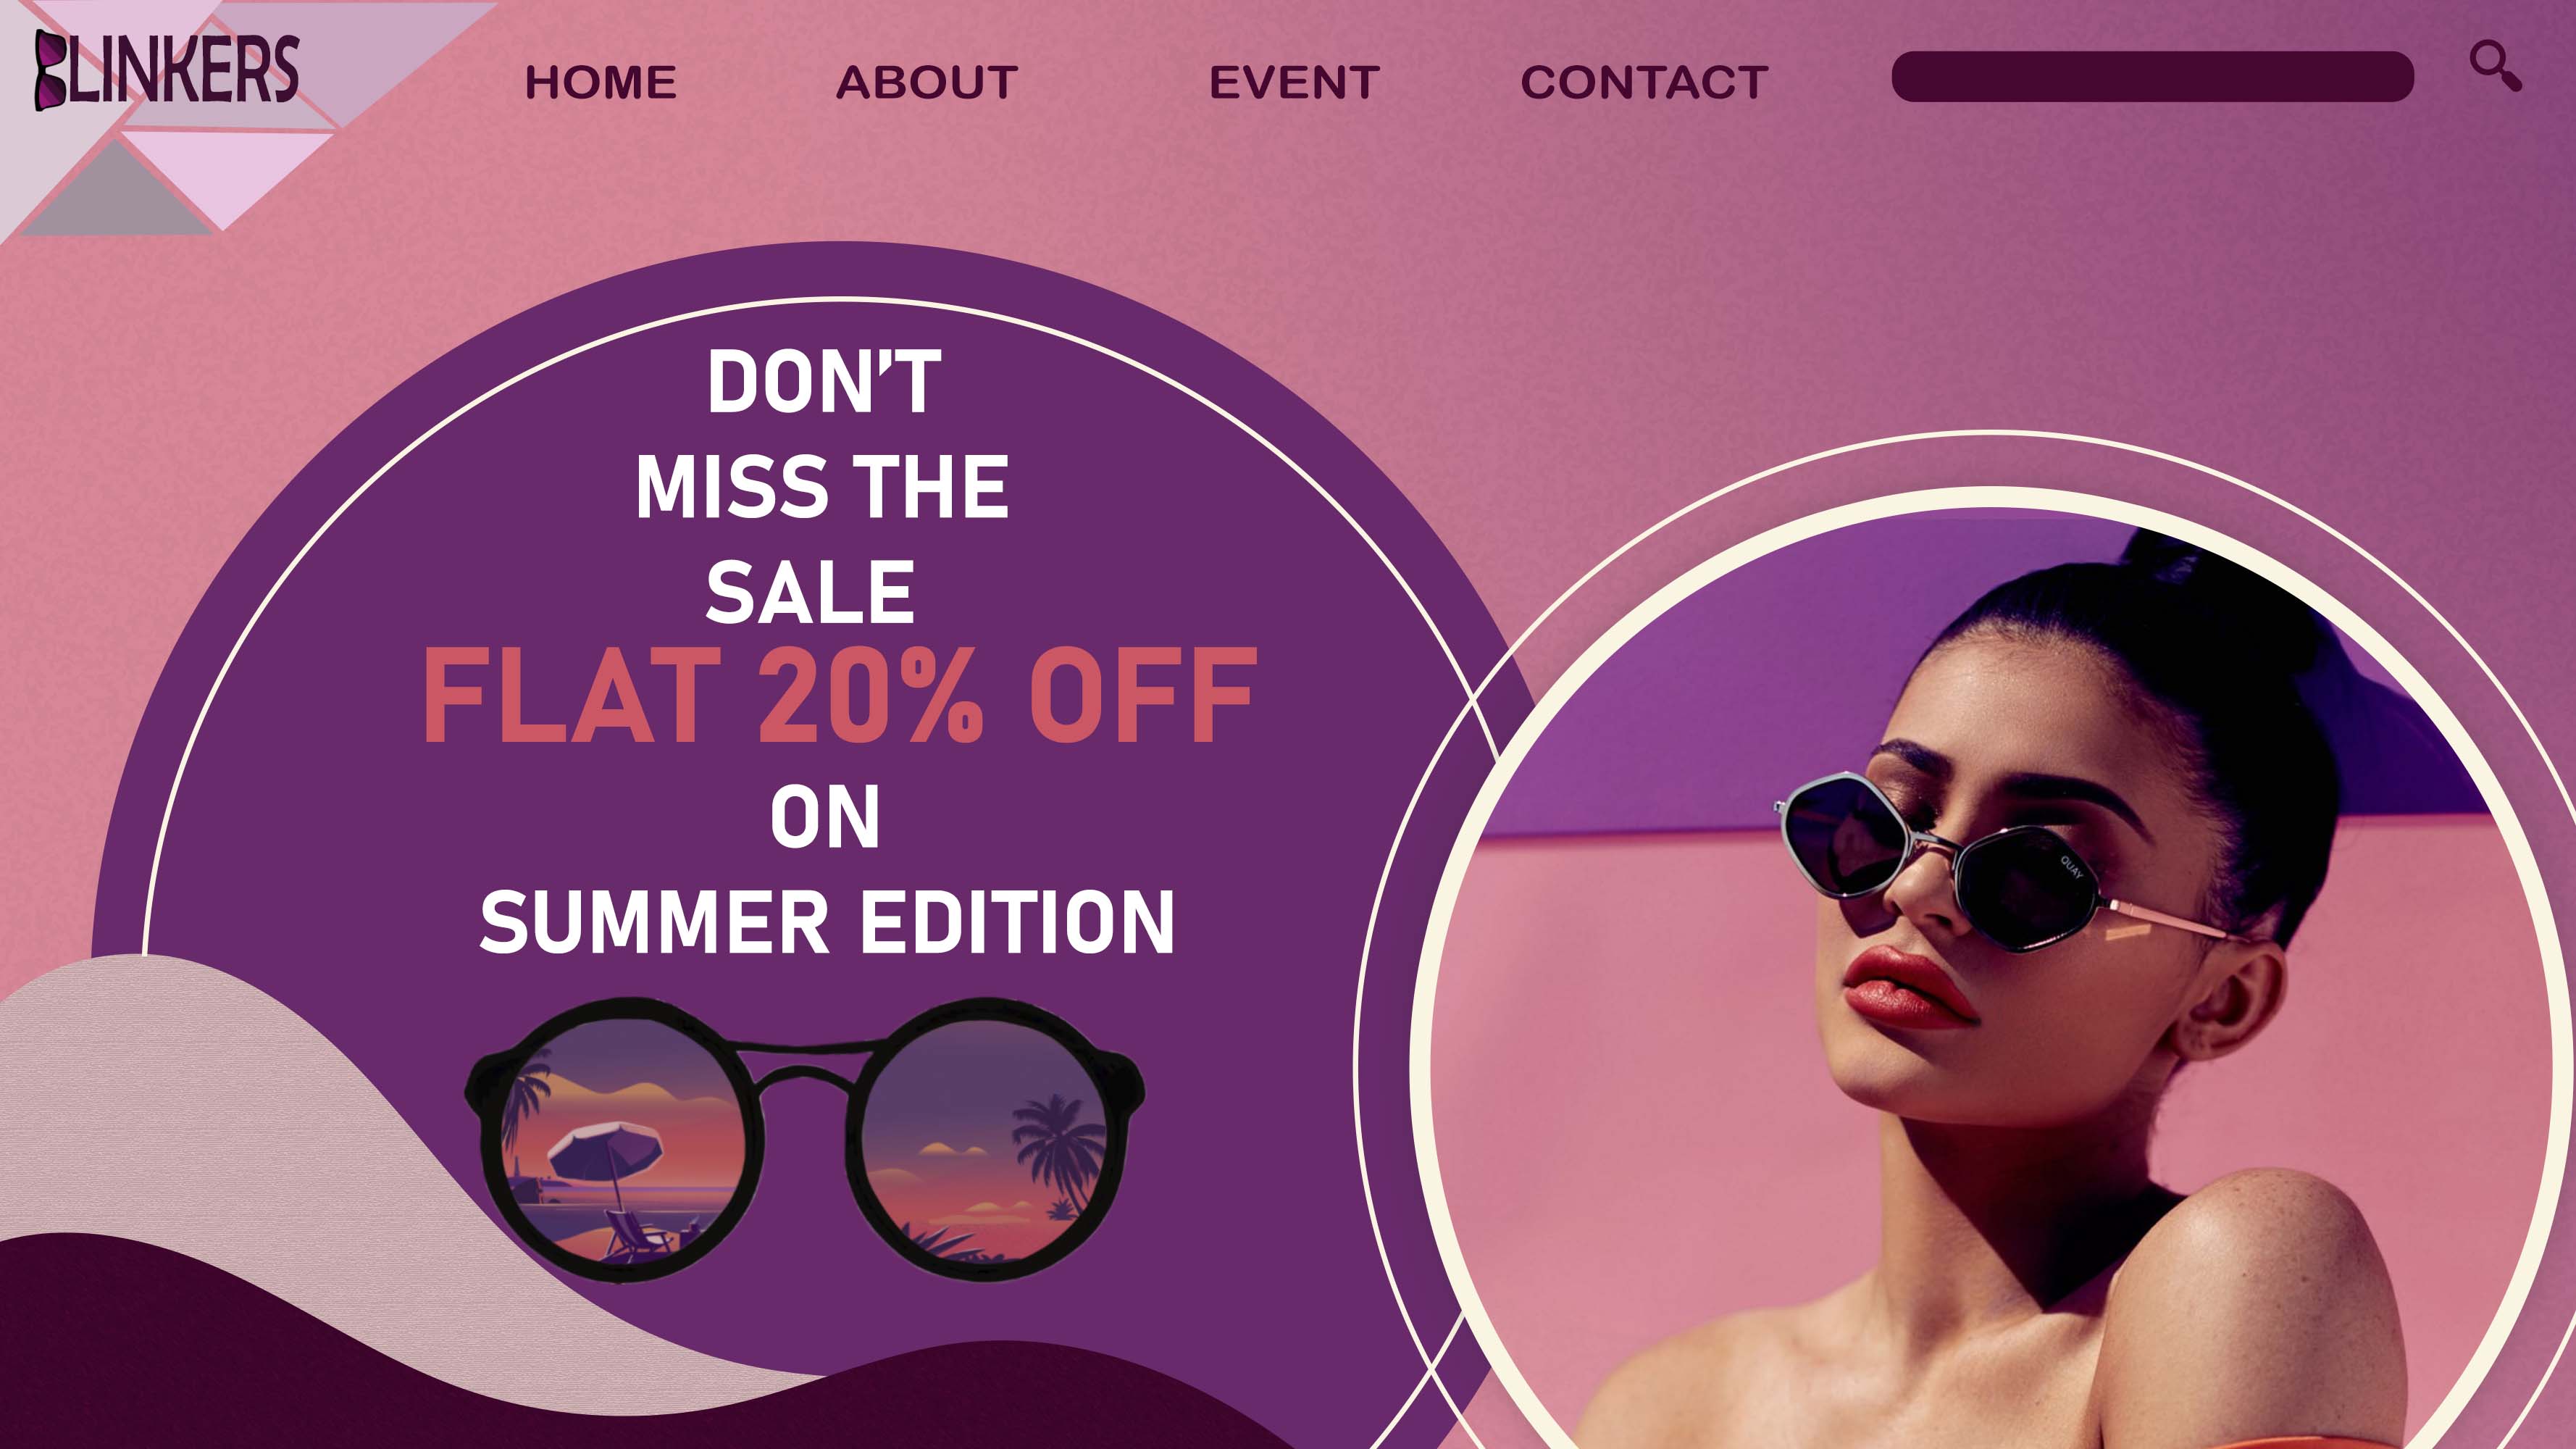 BLINKERS
HOME ABOUT EVENT CONTACT
DON'T
MISS THE
SALE
FLAT 20% OFF
ON
SUMMER EDITION
QUAY